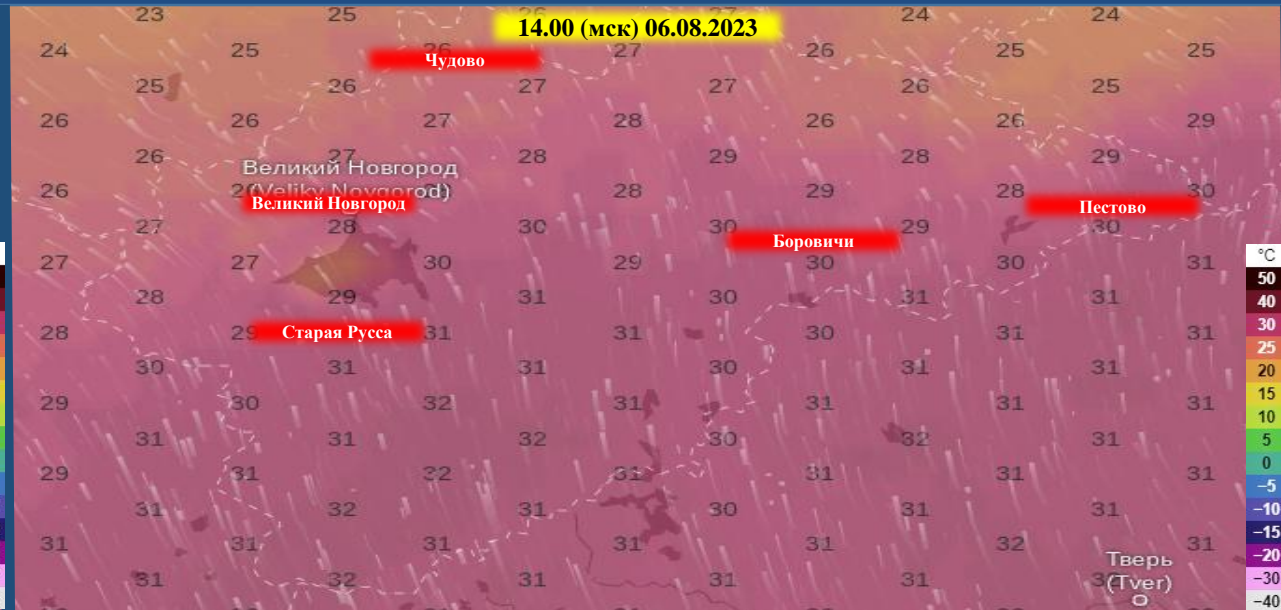 23 25 26 27 24 24
14.00 (мск) 06.08.2023
24 25 26 27 26 25 25
Чудово
25 26 27 27 26 25
26 26 27 28 26 26 29
26 27 28 29 28 29
Великий Новгород
26 28 29 28 30
(Veliky Novgorod)
Великий Новгород
Пестово
27 28 30 30 29 30
Боровичи
27 27 30 29 30 30 31
28 29 31 30 31 31
28 29 31 31 30 31 31
Старая Русса
30 31 31 30 31 31
29 30 32 31 31 31 31
31 31 32 30 32 31
29 31 32 31 31 31 31
31 32 31 30 31 31
31 31 31 31 31 32 31
Тверь
31 32 31 31 31
(Tver)
°C
50
40
30
25
20
15
10
5
0
−5
−10
−15
−20
−30
−40